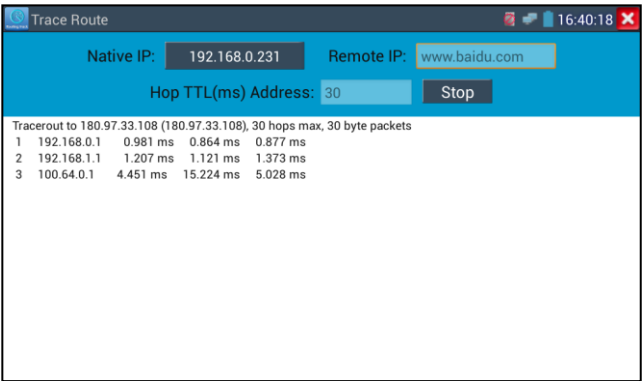 Trace Route 16:40:18
Native IP: 192.168.0.231 Remote IP: www.baidu.com
Hop TTL(ms) Address: 30 Stop
Tracerout to 180.97.33.108 (180.97.33.108), 30 hops max, 30 byte packets
1 192.168.0.1 0.981 ms 0.864 ms 0.877 ms
2 192.168.1.1 1.207 ms 1.121 ms 1.373 ms
3 100.64.0.1 4.451 ms 15.224 ms 5.028 ms